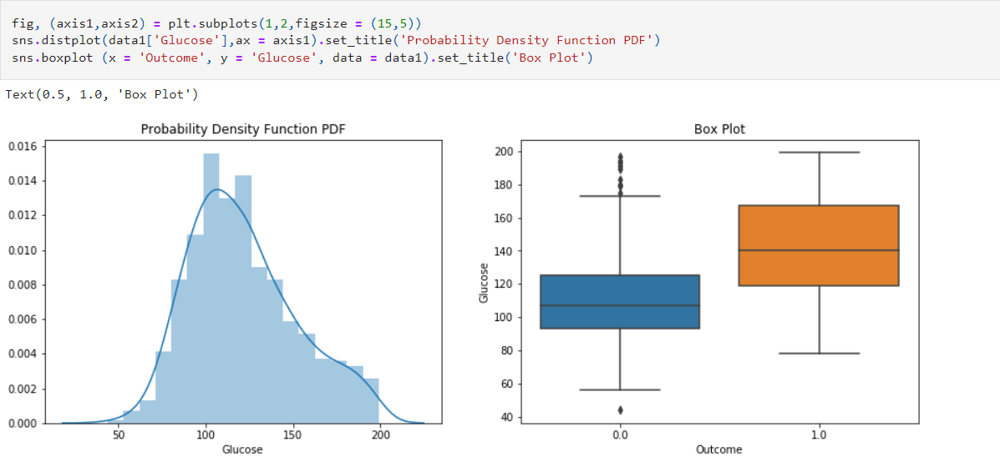 fig, (axis1,axis2) = plt.subplots(1,2,figsize = (15,5))
sns.distplot(data1['Glucose'],ax = axis1).set_title('Probability Density Function PDF')
sns.boxplot (x = 'Outcome', y = 'Glucose', data = data1).set_title('Box Plot')
Text(0.5, 1.0, 'Box Plot')
Probability Density Function PDF
0.016
0.014
0.012
0.010
0.008
0.006
0.004
0.002
0.000
50 100 150 200
Glucose
Box Plot
200
180
160
140
120
100
80
60
40
Glucose
0.0 1.0
Outcome